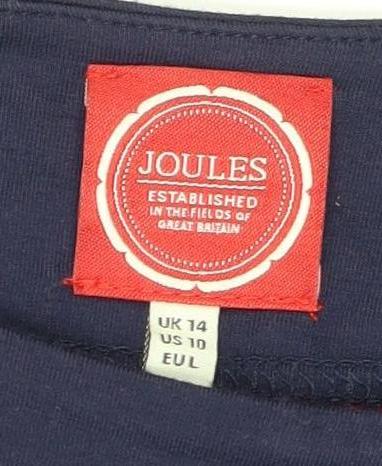 JOULES
ESTABLISHED
IN THE FIELDS OF
GREAT BRITAIN
UK 14
US 10
EU L